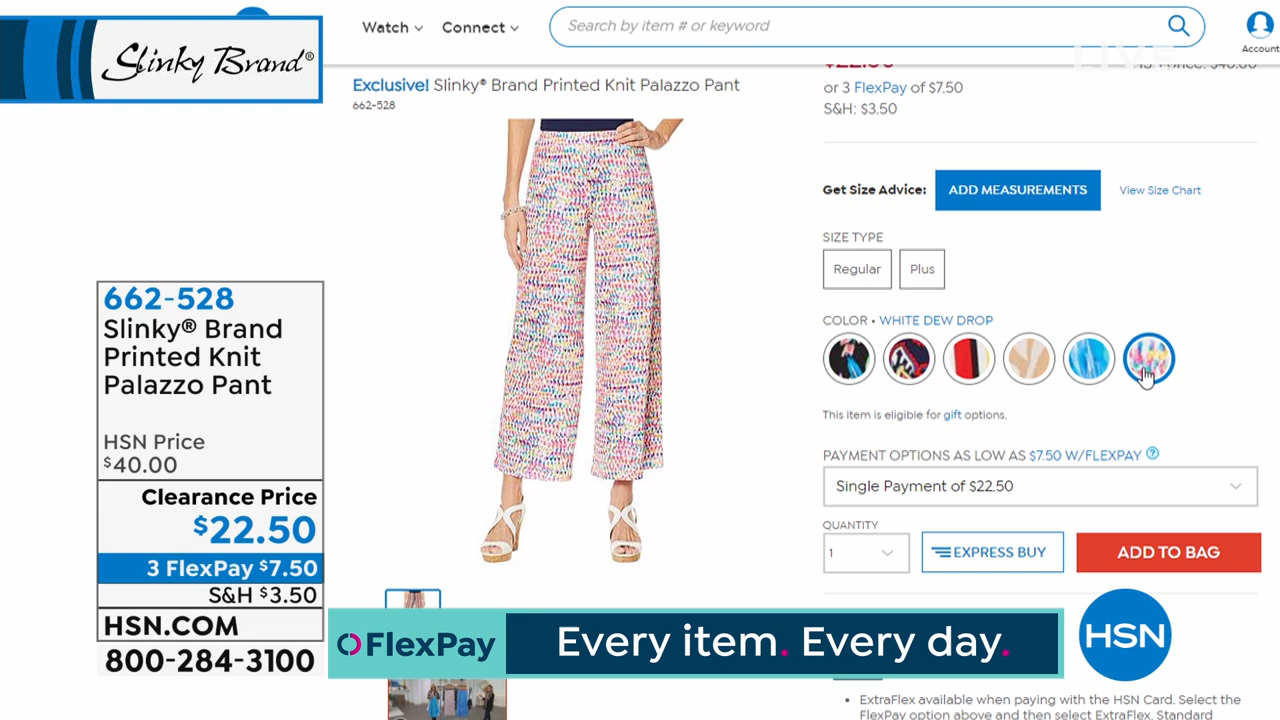 Slinky Brand®
Watch
Connect
Search by item # or keyword
Account
LIVE
Exclusive! Slinky® Brand Printed Knit Palazzo Pant
662-528
or 3 FlexPay of $7.50
S&H: $3.50
Get Size Advice:
ADD MEASUREMENTS
View Size Chart
SIZE TYPE
Regular
Plus
COLOR • WHITE DEW DROP
This item is eligible for gift options.
PAYMENT OPTIONS AS LOW AS $7.50 W/FLEXPAY ?
Single Payment of $22.50
QUANTITY
1
EXPRESS BUY
ADD TO BAG
662-528
Slinky® Brand
Printed Knit
Palazzo Pant
HSN Price
$40.00
Clearance Price
$22.50
3 FlexPay $7.50
S&H $3.50
HSN.COM
800-284-3100
FlexPay
Every item. Every day.
HSN
• ExtraFlex available when paying with the HSN Card. Select the
FlexPay option above and then select ExtraFlex. Standard